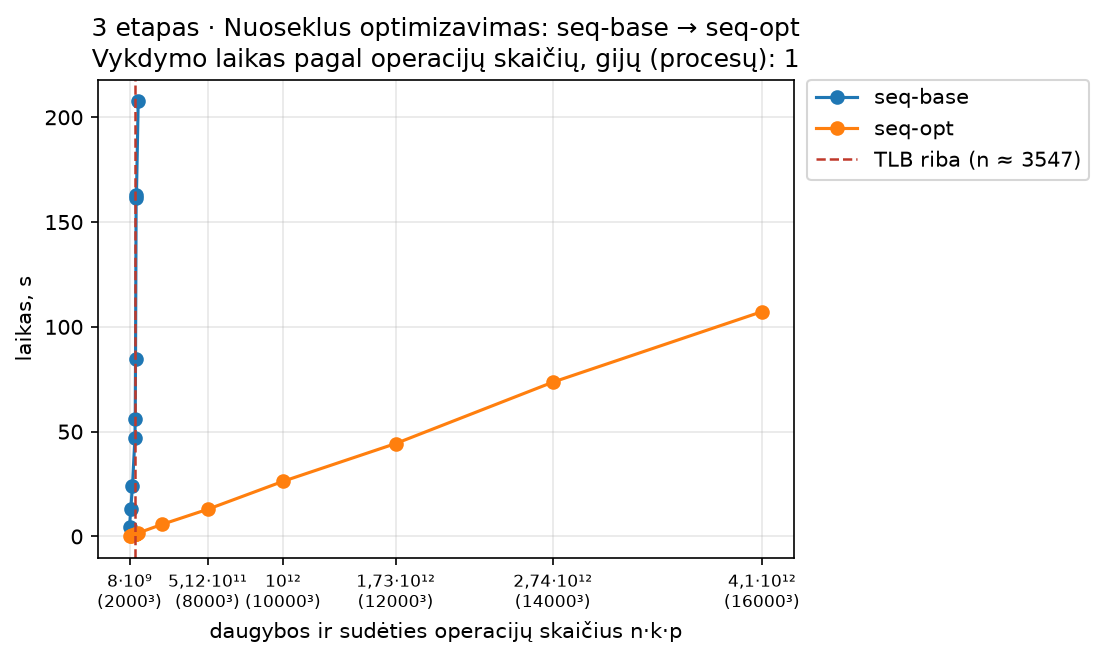 3 etapas · Nuoseklus optimizavimas: seq-base → seq-opt
Vykdymo laikas pagal operacijų skaičių, gijų (procesų): 1
seq-base
seq-opt
TLB riba (n ≈ 3547)
laikas, s
200
150
100
50
0
8·10⁹ 5,12·10¹¹ 10¹² 1,73·10¹² 2,74·10¹² 4,1·10¹²
(2000³) (8000³) (10000³) (12000³) (14000³) (16000³)
daugybos ir sudėties operacijų skaičius n·k·p